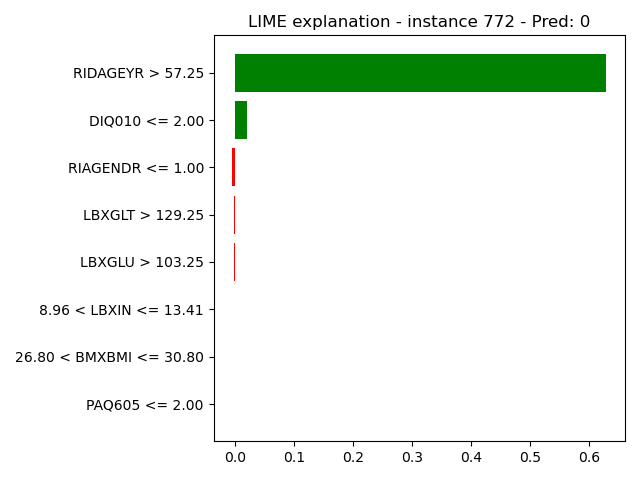 LIME explanation - instance 772 - Pred: 0
RIDAGEYR > 57.25
DIQ010 <= 2.00
RIAGENDR <= 1.00
LBXGLT > 129.25
LBXGLU > 103.25
8.96 < LBXIN <= 13.41
26.80 < BMXBMI <= 30.80
PAQ605 <= 2.00
0.0 0.1 0.2 0.3 0.4 0.5 0.6